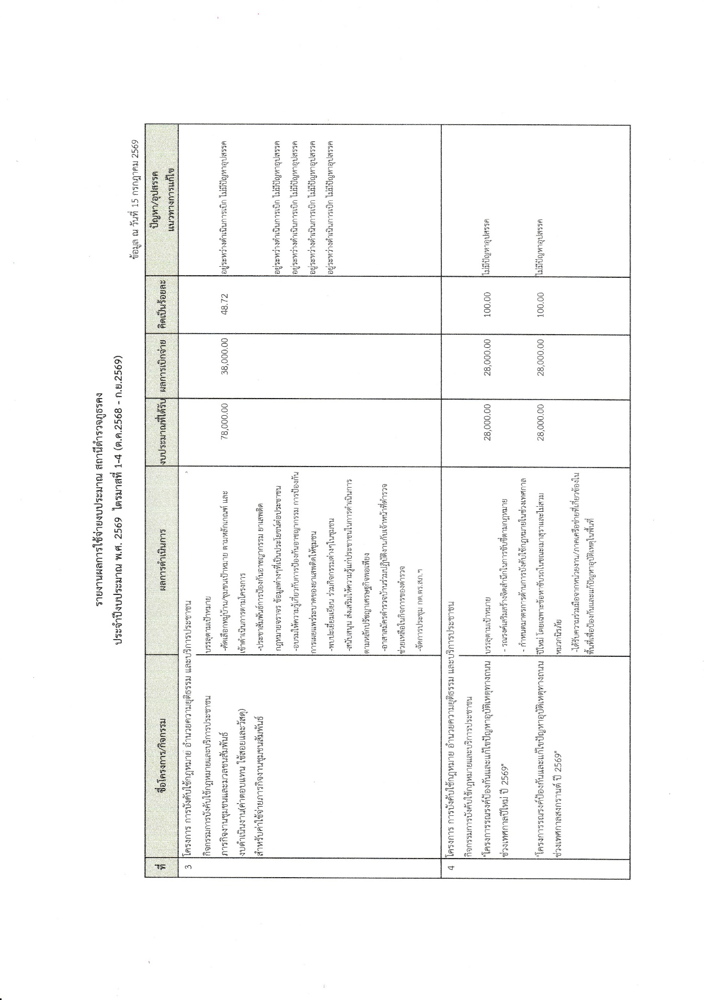 รายงานผลการใช้จ่ายงบประมาณ สถานีตำรวจภูธรคง
ประจำปีงบประมาณ พ.ศ. 2569 ไตรมาสที่ 1-4 (ต.ค.2568 - ก.ย.2569)
ข้อมูล ณ วันที่ 15 กรกฎาคม 2569
ที่ ชื่อโครงการ/กิจกรรม ผลการดำเนินการ งบประมาณที่ได้รับ ผลการเบิกจ่าย คิดเป็นร้อยละ ปัญหา/อุปสรรค
แนวทางการแก้ไข
3 โครงการ การบังคับใช้กฎหมาย อำนวยความยุติธรรม และบริการประชาชน
กิจกรรมการบังคับใช้กฎหมายและบริการประชาชน บรรลุตามเป้าหมาย
ภารกิจงานชุมชนและมวลชนสัมพันธ์ -คัดเลือกหมู่บ้าน/ชุมชนเป้าหมาย ตามหลักเกณฑ์ และ 78,000.00 38,000.00 48.72 อยู่ระหว่างดำเนินการเบิก ไม่มีปัญหาอุปสรรค
งบดำเนินงาน(ค่าตอบแทน ใช้สอยและวัสดุ) เข้าดำเนินการตามโครงการ
สำหรับค่าใช้จ่ายภารกิจงานชุมชนสัมพันธ์ -ประชาสัมพันธ์การป้องกันอาชญากรรม ยาเสพติด
กฎหมายจราจร ข้อมูลต่างๆที่เป็นประโยชน์ต่อประชาชน อยู่ระหว่างดำเนินการเบิก ไม่มีปัญหาอุปสรรค
-อบรมให้ความรู้เกี่ยวกับการป้องกันอาชญากรรม การป้องกัน อยู่ระหว่างดำเนินการเบิก ไม่มีปัญหาอุปสรรค
การเผยแพร่ระบาดของยาเสพติดให้ชุมชน อยู่ระหว่างดำเนินการเบิก ไม่มีปัญหาอุปสรรค
-พบปะเยี่ยมเยียน ร่วมกิจกรรมต่างๆในชุมชน อยู่ระหว่างดำเนินการเบิก ไม่มีปัญหาอุปสรรค
-สนับสนุน ส่งเสริมให้ความรู้แก่ประชาชนในการดำเนินการ
ตามหลักปรัชญาเศรษฐกิจพอเพียง
-อาสาสมัครตำรวจบ้านร่วมปฏิบัติงานกับเจ้าหน้าที่ตำรวจ
ช่วยเหลือในกิจการของตำรวจ
-จัดการประชุม กต.ตร.สภ.ฯ
4 โครงการ การบังคับใช้กฎหมาย อำนวยความยุติธรรม และบริการประชาชน
กิจกรรมการบังคับใช้กฎหมายและบริการประชาชน
"โครงการรณรงค์ป้องกันและแก้ไขปัญหาอุบัติเหตุทางถนน บรรลุตามเป้าหมาย 28,000.00 28,000.00 100.00 ไม่มีปัญหาอุปสรรค
ช่วงเทศกาลปีใหม่ ปี 2569" - รณรงค์เสริมสร้างจิตสำนึกในการขับขี่ตามกฎหมาย
- กำหนดมาตรการด้านการบังคับใช้กฎหมายในช่วงเทศกาล
"โครงการรณรงค์ป้องกันและแก้ไขปัญหาอุบัติเหตุทางถนน ปีใหม่ โดยเฉพาะข้อหาขับรถในขณะเมาสุราและไม่สวม 28,000.00 28,000.00 100.00 ไม่มีปัญหาอุปสรรค
ช่วงเทศกาลสงกรานต์ ปี 2569" หมวกนิรภัย
-ได้รับความร่วมมือจากหน่วยงาน/ภาคเครือข่ายที่เกี่ยวข้องใน
พื้นที่เพื่อป้องกันและแก้ปัญหาอุบัติเหตุในพื้นที่